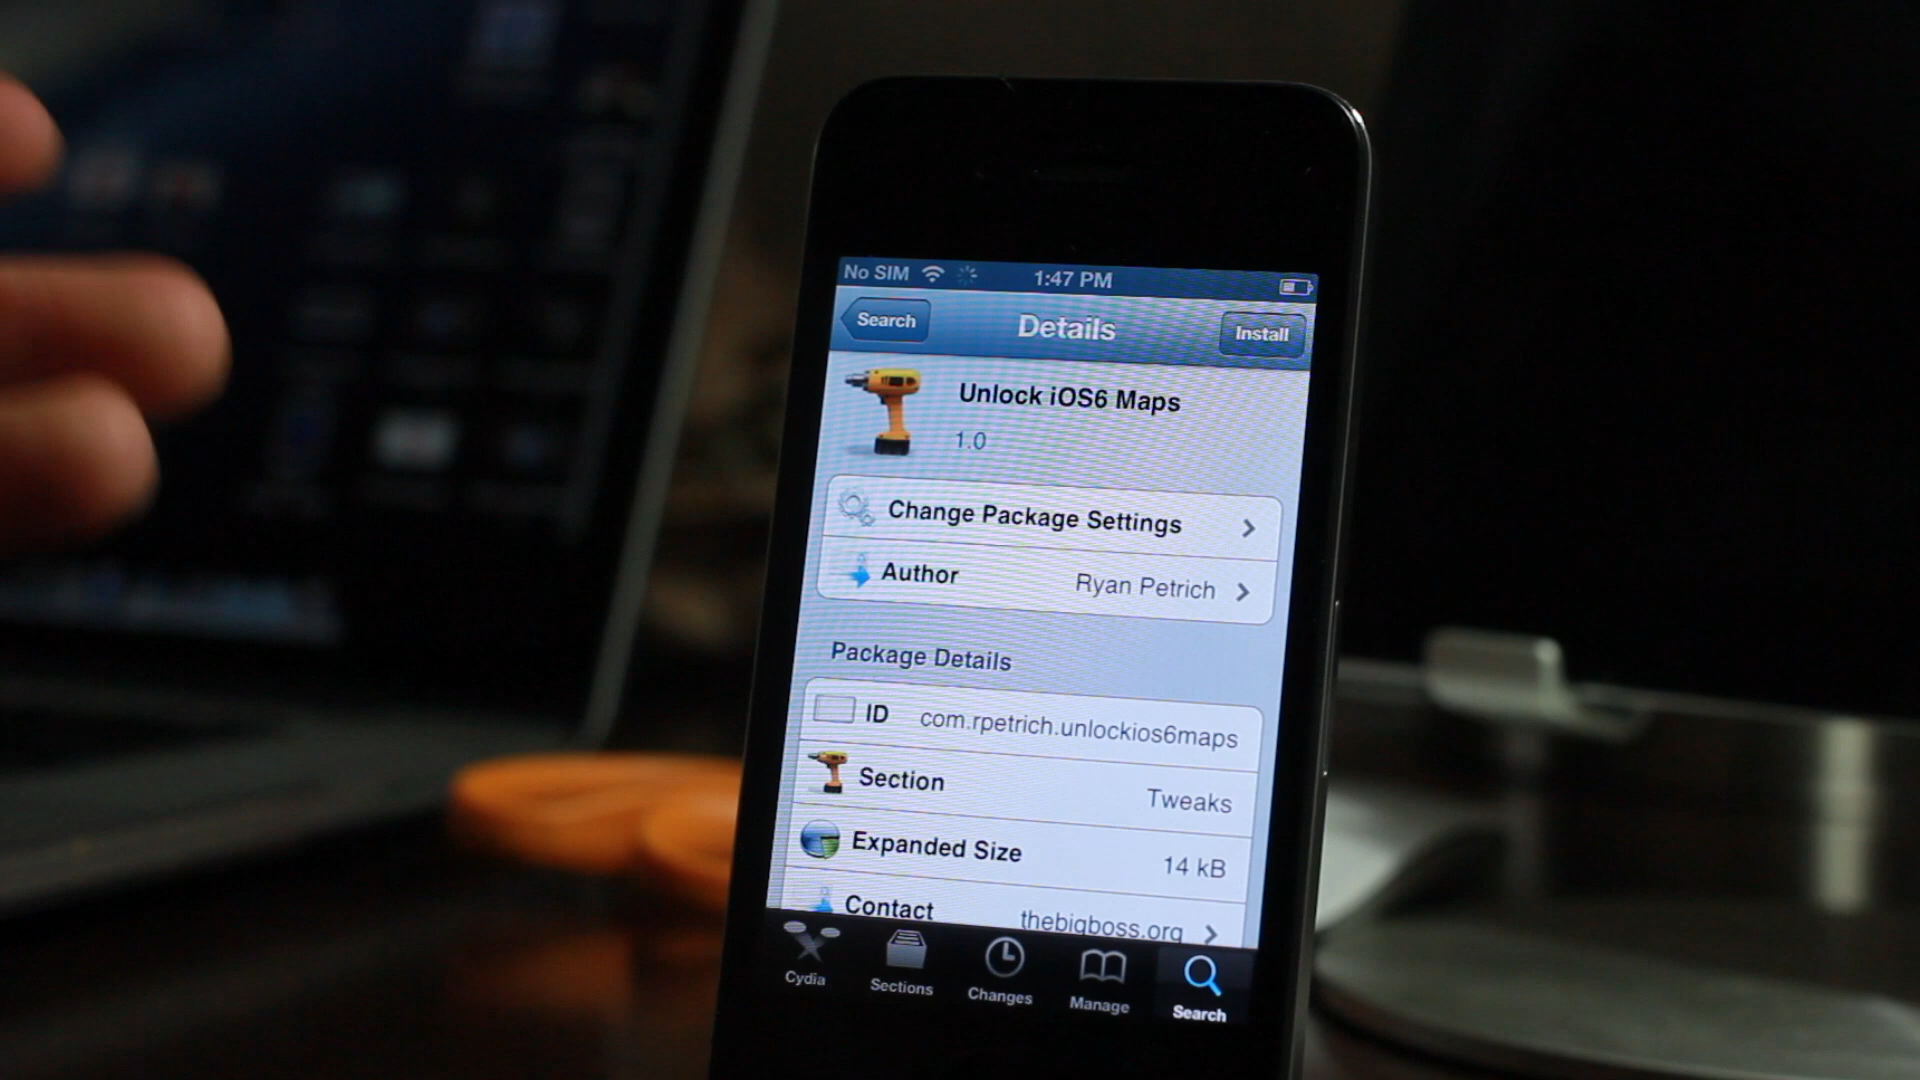 No SIM 1:47 PM
Search Details Install
Unlock iOS6 Maps
1.0
Change Package Settings
Author Ryan Petrich
Package Details
ID com.rpetrich.unlockios6maps
Section Tweaks
Expanded Size 14 kB
Contact thebigboss.org
Cydia Sections Changes Manage Search